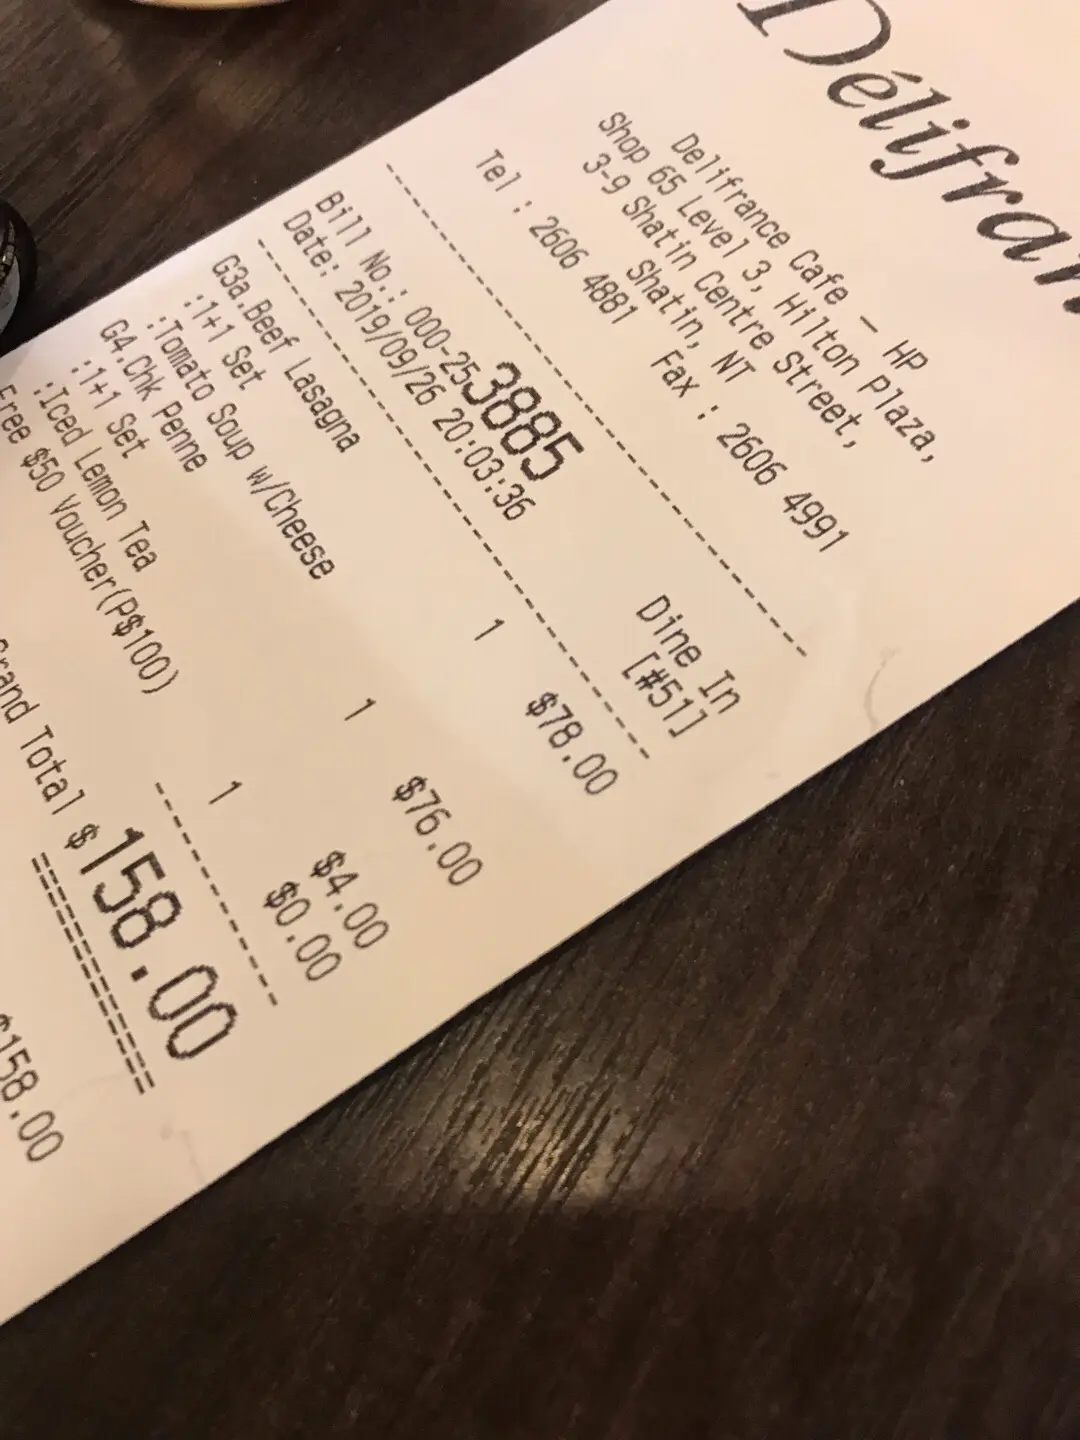 Délifran
Delifrance Cafe – HP
Shop 65 Level 3, Hilton Plaza,
3-9 Shatin Centre Street,
Shatin, NT
Tel : 2606 4881 Fax : 2606 4991
Bill No.: 000-253885 Dine In
Date: 2019/09/26 20:03:36 [#51]
G3a.Beef Lasagna 1 $78.00
:1+1 Set
:Tomato Soup w/Cheese
G4.Chk Penne 1 $76.00
:1+1 Set
:Iced Lemon Tea $4.00
Free $50 Voucher(P$100) 1 $0.00
Grand Total $158.00
$158.00